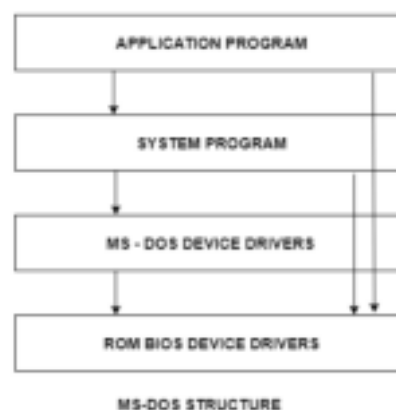 APPLICATION PROGRAM
SYSTEM PROGRAM
MS - DOS DEVICE DRIVERS
ROM BIOS DEVICE DRIVERS
MS-DOS STRUCTURE